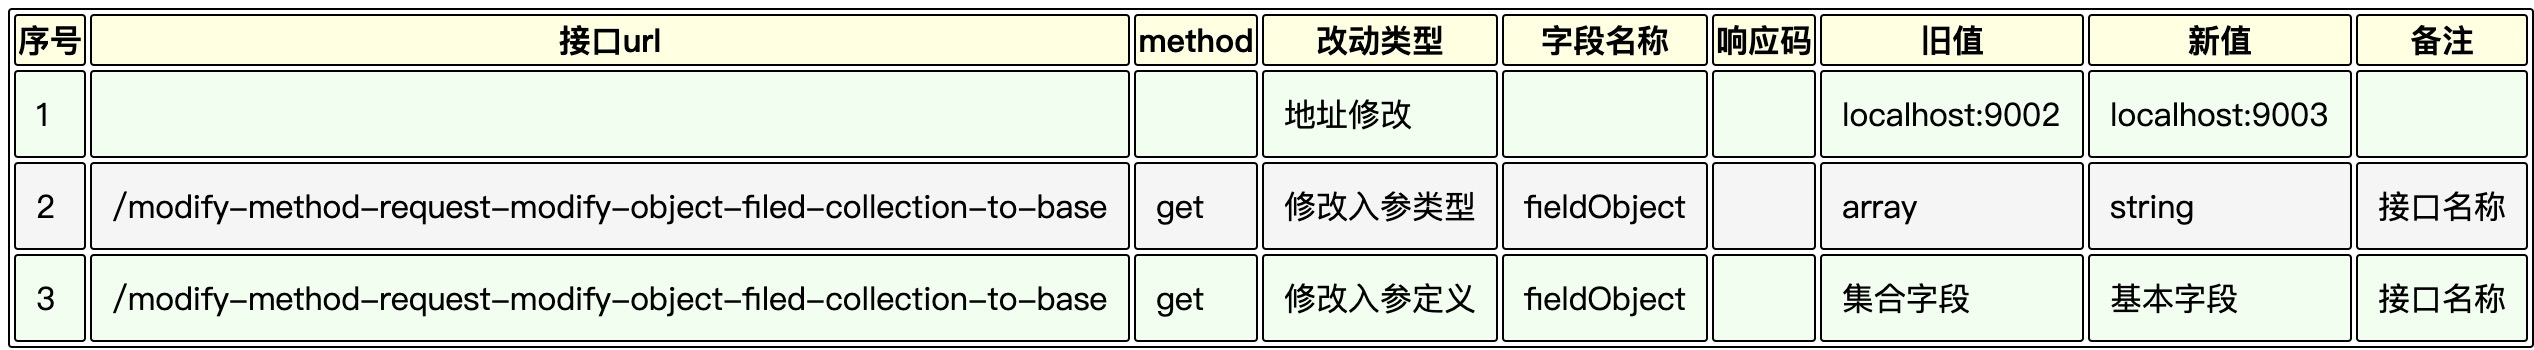 序号 接口url method 改动类型 字段名称 响应码 旧值 新值 备注
1 地址修改 localhost:9002 localhost:9003
2 /modify-method-request-modify-object-filed-collection-to-base get 修改入参类型 fieldObject array string 接口名称
3 /modify-method-request-modify-object-filed-collection-to-base get 修改入参定义 fieldObject 集合字段 基本字段 接口名称